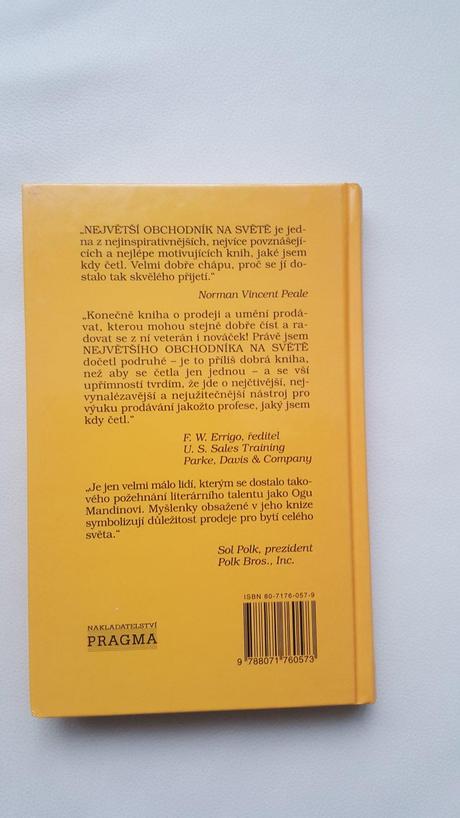 „NEJVĚTŠÍ OBCHODNÍK NA SVĚTĚ je jed-
na z nejinspirativnějších, nejvíce povznášejí-
cích a nejlépe motivujících knih, jaké jsem
kdy četl. Velmi dobře chápu, proč se jí do-
stalo tak skvělého přijetí.“
Norman Vincent Peale
„Konečně kniha o prodeji a umění prodá-
vat, kterou mohou stejně dobře číst a ra-
dovat se z ní veterán i nováček! Právě jsem
NEJVĚTŠÍHO OBCHODNÍKA NA SVĚTĚ
dočetl podruhé – je to příliš dobrá kniha,
než aby se četla jen jednou – a se vší
upřímností tvrdím, že jde o nejčtivější, nej-
vynalézavější a nejužitečnější nástroj pro
výuku prodávání jakožto profese, jaký jsem
kdy četl.“
F. W. Errigo, ředitel
U. S. Sales Training
Parke, Davis & Company
„Je jen velmi málo lidí, kterým se dostalo tako-
vého požehnání literárního talentu jako Ogu
Mandinovi. Myšlenky obsažené v jeho knize
symbolizují důležitost prodeje pro bytí celého
světa.“
Sol Polk, prezident
Polk Bros., Inc.
ISBN 80-7176-057-9
NAKLADATELSTVÍ
PRAGMA
9 788071 760573